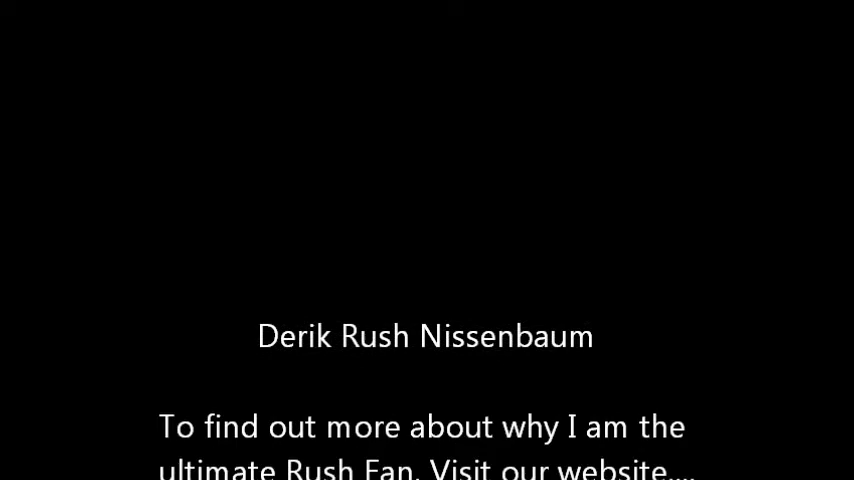 Derik Rush Nissenbaum
To find out more about why I am the
ultimate Rush Fan. Visit our website....